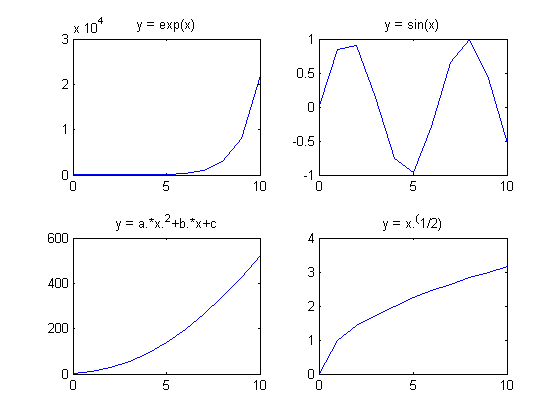 y = exp(x)
x 10^4
3
2
1
0
0 5 10
y = sin(x)
1
0.5
0
-0.5
-1
0 5 10
y = a.*x.^2+b.*x+c
600
400
200
0
0 5 10
y = x.^(1/2)
4
3
2
1
0
0 5 10